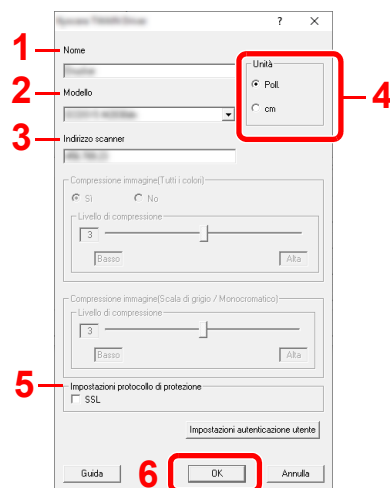 ? ×
1 Nome
Unità
Poll.
cm
4
2 Modello
3 Indirizzo scanner
Compressione immagine(Tutti i colori)
Sì No
Livello di compressione
3
Basso Alta
Compressione immagine(Scala di grigio / Monocromatico)
Livello di compressione
3
Basso Alta
5 Impostazioni protocollo di protezione
SSL
Impostazioni autenticazione utente
Guida 6 OK Annulla